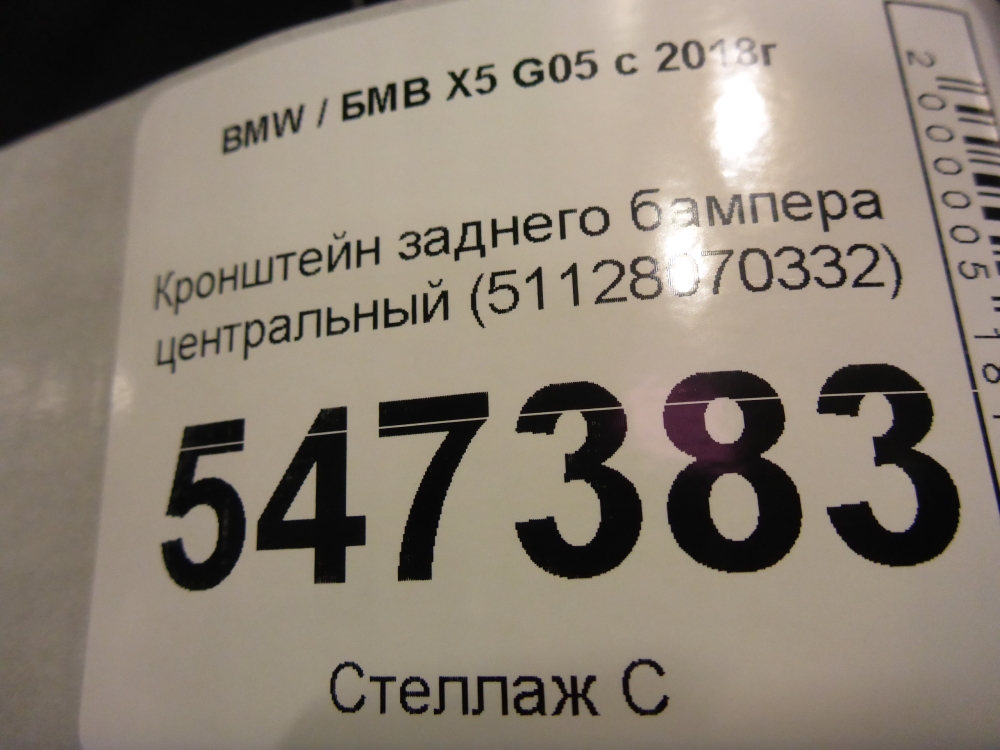 BMW / БМВ X5 G05 с 2018г
Кронштейн заднего бампера
центральный (51128070332)
547383
Стеллаж С